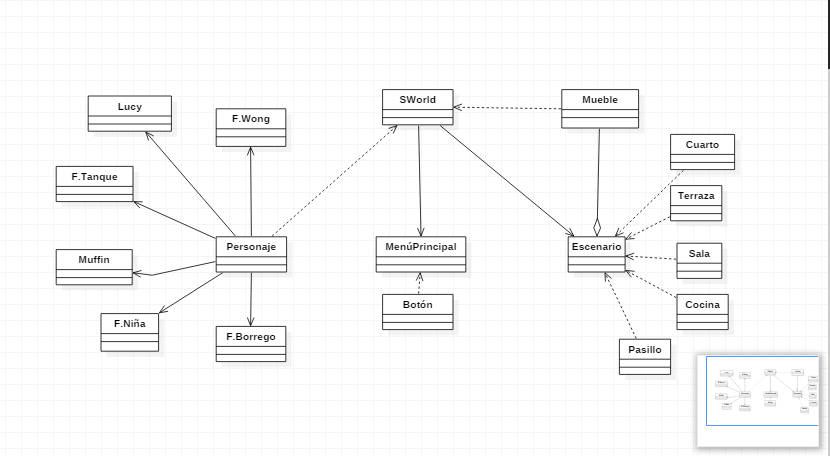 SWorld
Mueble
Lucy
F.Wong
Cuarto
F.Tanque
Terraza
Personaje
MenúPrincipal
Escenario
Sala
Muffin
Botón
Cocina
F.Niña
F.Borrego
Pasillo